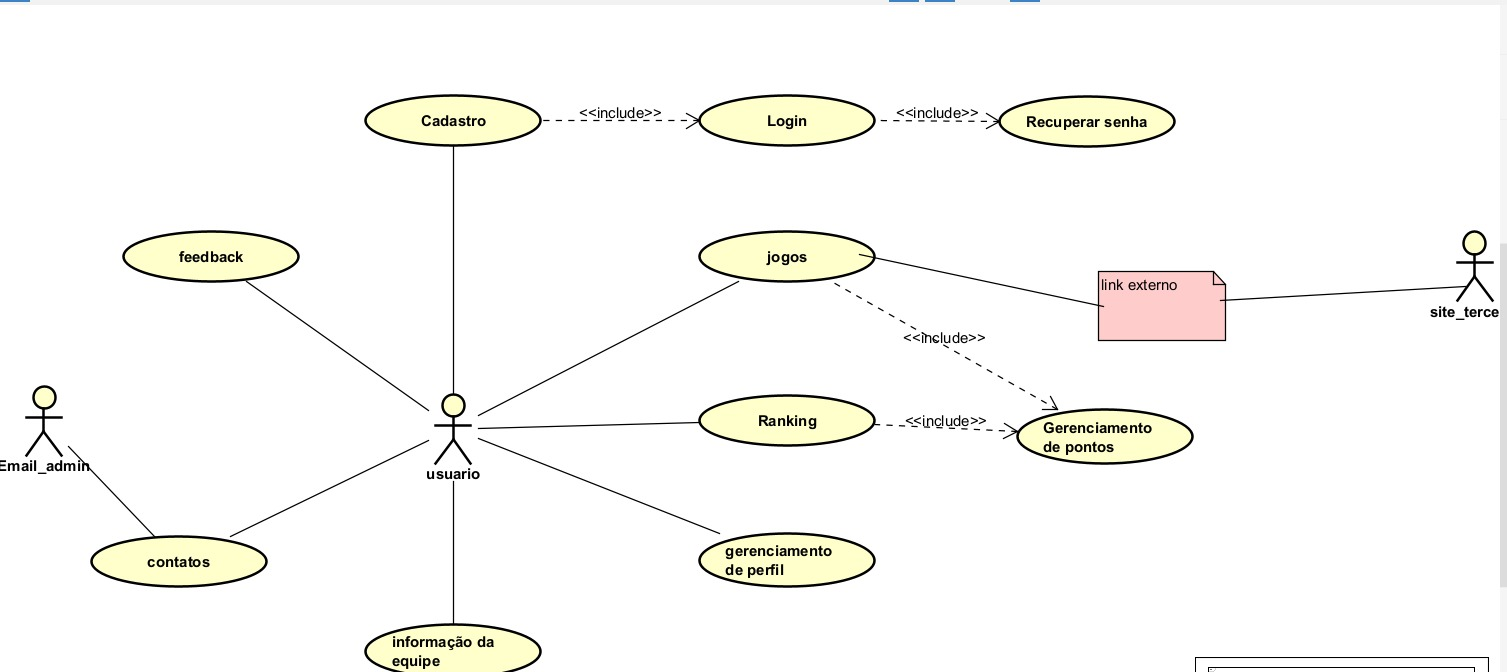 Cadastro
<<include>>
Login
<<include>>
Recuperar senha
feedback
jogos
link externo
site_terce
<<include>>
Ranking
<<include>>
Gerenciamento
de pontos
Email_admin
usuario
contatos
gerenciamento
de perfil
informação da
equipe